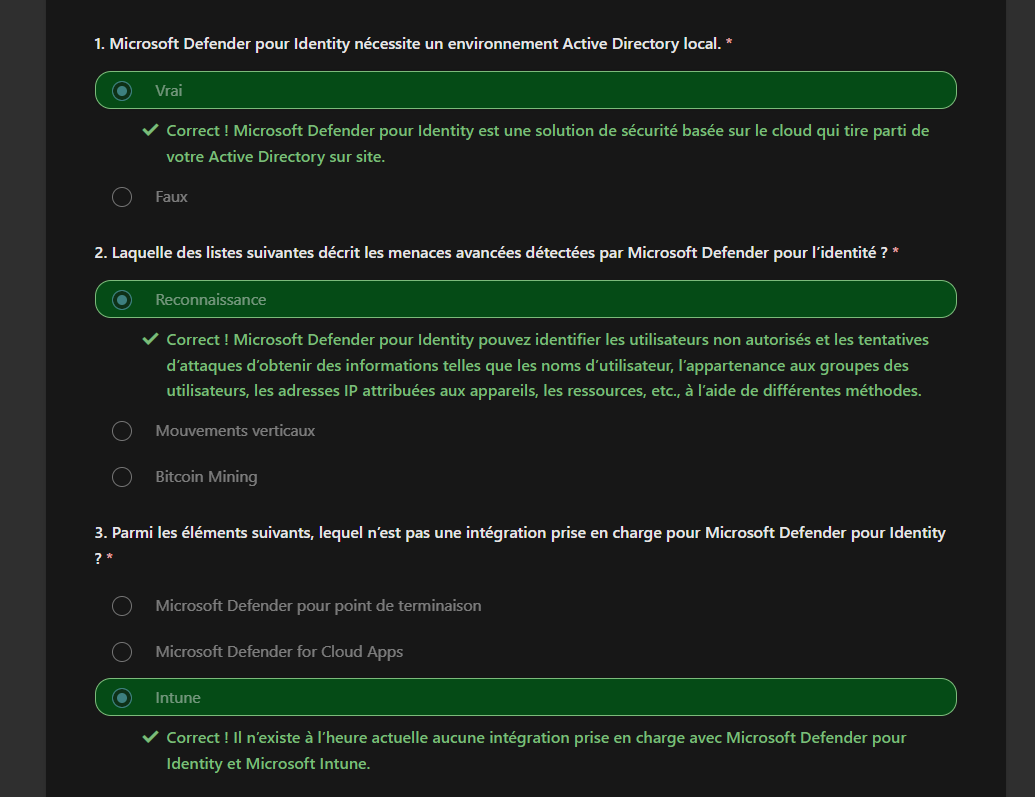 1. Microsoft Defender pour Identity nécessite un environnement Active Directory local. *
Vrai
Correct ! Microsoft Defender pour Identity est une solution de sécurité basée sur le cloud qui tire parti de
votre Active Directory sur site.
Faux
2. Laquelle des listes suivantes décrit les menaces avancées détectées par Microsoft Defender pour l’identité ? *
Reconnaissance
Correct ! Microsoft Defender pour Identity pouvez identifier les utilisateurs non autorisés et les tentatives
d’attaques d’obtenir des informations telles que les noms d’utilisateur, l’appartenance aux groupes des
utilisateurs, les adresses IP attribuées aux appareils, les ressources, etc., à l’aide de différentes méthodes.
Mouvements verticaux
Bitcoin Mining
3. Parmi les éléments suivants, lequel n’est pas une intégration prise en charge pour Microsoft Defender pour Identity
? *
Microsoft Defender pour point de terminaison
Microsoft Defender for Cloud Apps
Intune
Correct ! Il n’existe à l’heure actuelle aucune intégration prise en charge avec Microsoft Defender pour
Identity et Microsoft Intune.